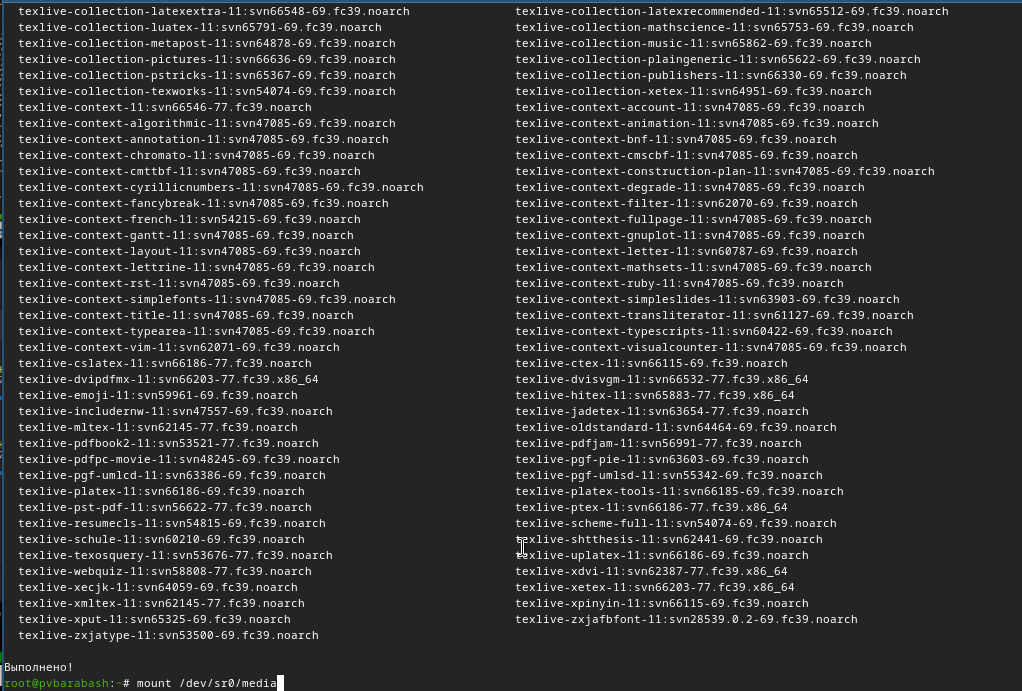 texlive-collection-latexextra-11:svn66548-69.fc39.noarch texlive-collection-latexrecommended-11:svn65512-69.fc39.noarch
texlive-collection-luatex-11:svn65791-69.fc39.noarch texlive-collection-mathscience-11:svn65753-69.fc39.noarch
texlive-collection-metapost-11:svn64878-69.fc39.noarch texlive-collection-music-11:svn65862-69.fc39.noarch
texlive-collection-pictures-11:svn66636-69.fc39.noarch texlive-collection-plaingeneric-11:svn65622-69.fc39.noarch
texlive-collection-pstricks-11:svn65367-69.fc39.noarch texlive-collection-publishers-11:svn66330-69.fc39.noarch
texlive-collection-texworks-11:svn54074-69.fc39.noarch texlive-collection-xetex-11:svn64951-69.fc39.noarch
texlive-context-11:svn66546-77.fc39.noarch texlive-context-account-11:svn47085-69.fc39.noarch
texlive-context-algorithmic-11:svn47085-69.fc39.noarch texlive-context-animation-11:svn47085-69.fc39.noarch
texlive-context-annotation-11:svn47085-69.fc39.noarch texlive-context-bnf-11:svn47085-69.fc39.noarch
texlive-context-chromato-11:svn47085-69.fc39.noarch texlive-context-cmscbf-11:svn47085-69.fc39.noarch
texlive-context-cmttbf-11:svn47085-69.fc39.noarch texlive-context-construction-plan-11:svn47085-69.fc39.noarch
texlive-context-cyrillicnumbers-11:svn47085-69.fc39.noarch texlive-context-degrade-11:svn47085-69.fc39.noarch
texlive-context-fancybreak-11:svn47085-69.fc39.noarch texlive-context-filter-11:svn62070-69.fc39.noarch
texlive-context-french-11:svn54215-69.fc39.noarch texlive-context-fullpage-11:svn47085-69.fc39.noarch
texlive-context-gantt-11:svn47085-69.fc39.noarch texlive-context-gnuplot-11:svn47085-69.fc39.noarch
texlive-context-layout-11:svn47085-69.fc39.noarch texlive-context-letter-11:svn60787-69.fc39.noarch
texlive-context-lettrine-11:svn47085-69.fc39.noarch texlive-context-mathsets-11:svn47085-69.fc39.noarch
texlive-context-rst-11:svn47085-69.fc39.noarch texlive-context-ruby-11:svn47085-69.fc39.noarch
texlive-context-simplefonts-11:svn47085-69.fc39.noarch texlive-context-simpleslides-11:svn63903-69.fc39.noarch
texlive-context-title-11:svn47085-69.fc39.noarch texlive-context-transliterator-11:svn61127-69.fc39.noarch
texlive-context-typearea-11:svn47085-69.fc39.noarch texlive-context-typescripts-11:svn60422-69.fc39.noarch
texlive-context-vim-11:svn62071-69.fc39.noarch texlive-context-visualcounter-11:svn47085-69.fc39.noarch
texlive-cslatex-11:svn66186-77.fc39.noarch texlive-ctex-11:svn66115-69.fc39.noarch
texlive-dvipdfmx-11:svn66203-77.fc39.x86_64 texlive-dvisvgm-11:svn66532-77.fc39.x86_64
texlive-emoji-11:svn59961-69.fc39.noarch texlive-hitex-11:svn65883-77.fc39.x86_64
texlive-includernw-11:svn47557-69.fc39.noarch texlive-jadetex-11:svn63654-77.fc39.noarch
texlive-mltex-11:svn62145-77.fc39.noarch texlive-oldstandard-11:svn64464-69.fc39.noarch
texlive-pdfbook2-11:svn53521-77.fc39.noarch texlive-pdfjam-11:svn56991-77.fc39.noarch
texlive-pdfpc-movie-11:svn48245-69.fc39.noarch texlive-pgf-pie-11:svn63603-69.fc39.noarch
texlive-pgf-umlcd-11:svn63386-69.fc39.noarch texlive-pgf-umlsd-11:svn55342-69.fc39.noarch
texlive-platex-11:svn66186-69.fc39.noarch texlive-platex-tools-11:svn66185-69.fc39.noarch
texlive-pst-pdf-11:svn56622-77.fc39.noarch texlive-ptex-11:svn66186-77.fc39.x86_64
texlive-resumecls-11:svn54815-69.fc39.noarch texlive-scheme-full-11:svn54074-69.fc39.noarch
texlive-schule-11:svn60210-69.fc39.noarch texlive-shtthesis-11:svn62441-69.fc39.noarch
texlive-texosquery-11:svn53676-77.fc39.noarch texlive-uplatex-11:svn66186-69.fc39.noarch
texlive-webquiz-11:svn58808-77.fc39.noarch texlive-xdvi-11:svn62387-77.fc39.x86_64
texlive-xecjk-11:svn64059-69.fc39.noarch texlive-xetex-11:svn66203-77.fc39.x86_64
texlive-xmltex-11:svn62145-77.fc39.noarch texlive-xpinyin-11:svn66115-69.fc39.noarch
texlive-xput-11:svn65325-69.fc39.noarch texlive-zxjafbfont-11:svn28539.0.2-69.fc39.noarch
texlive-zxjatype-11:svn53500-69.fc39.noarch
Выполнено!
root@pvbarabash:~# mount /dev/sr0/media